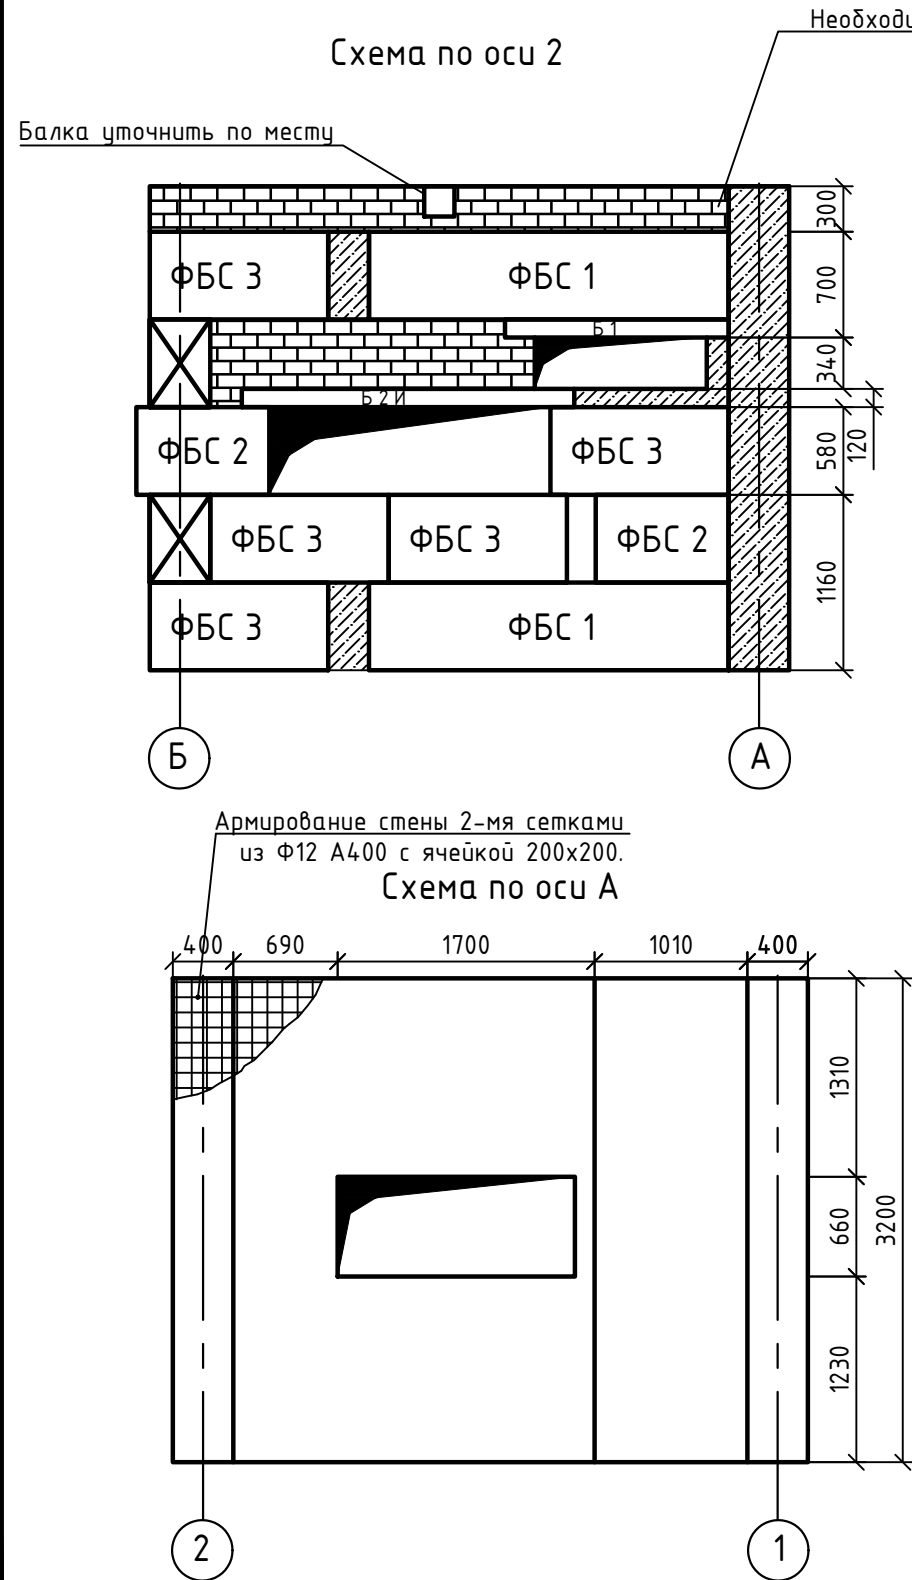 Необходи
Схема по оси 2
Балка уточнить по месту
300
ФБС 3
ФБС 1
700
Б 1
340
Б 2 И
ФБС 2
ФБС 3
580
120
ФБС 3
ФБС 3
ФБС 2
1160
ФБС 3
ФБС 1
Б
А
Армирование стены 2-мя сетками
из Ф12 А400 с ячейкой 200х200.
Схема по оси А
400
690
1700
1010
400
1310
660
3200
1230
2
1